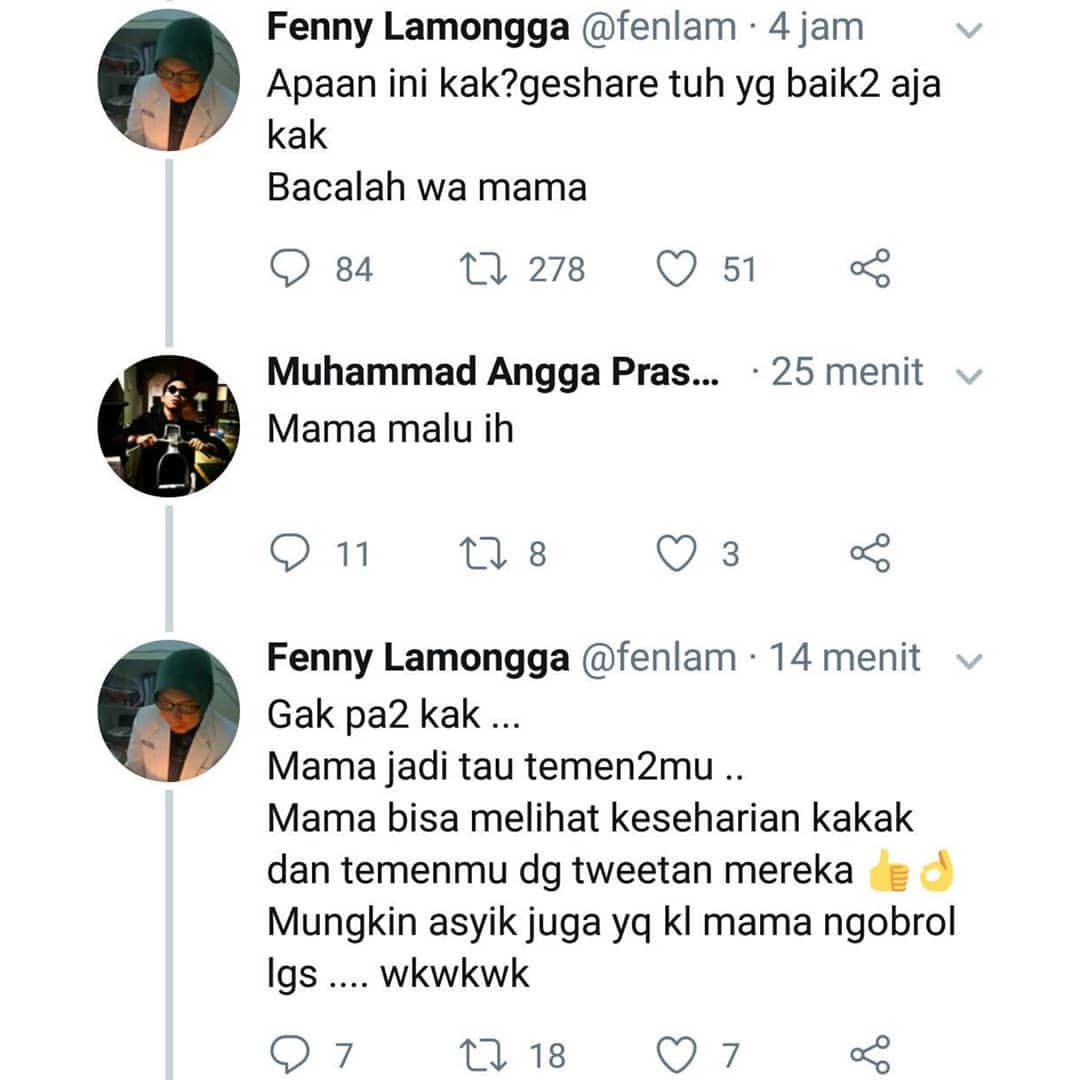 Fenny Lamongga @fenlam · 4 jam
Apaan ini kak?geshare tuh yg baik2 aja
kak
Bacalah wa mama
84 278 51
Muhammad Angga Pras... · 25 menit
Mama malu ih
11 8 3
Fenny Lamongga @fenlam · 14 menit
Gak pa2 kak ...
Mama jadi tau temen2mu ..
Mama bisa melihat keseharian kakak
dan temenmu dg tweetan mereka 👍👌
Mungkin asyik juga yq kl mama ngobrol
lgs .... wkwkwk
7 18 7